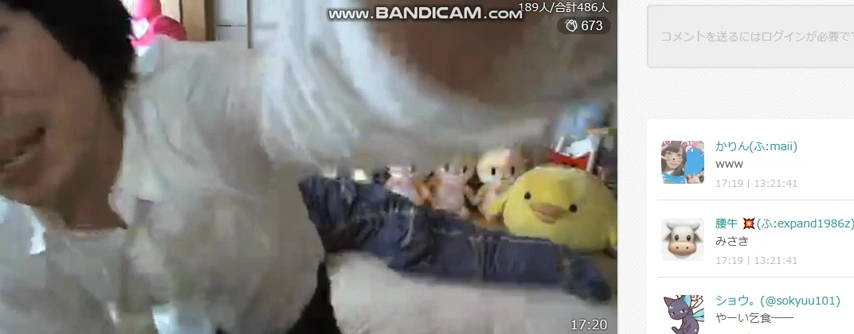 www.BANDICAM.com
189人/合計486人
673
17:20
コメントを送るにはログインが必要で
かりん(ふ:maii)
www
17:19 | 13:21:41
腰牛 💥(ふ:expand1986z)
みさき
17:19 | 13:21:41
ショウ。(@sokyuu101)
やーい乞食――